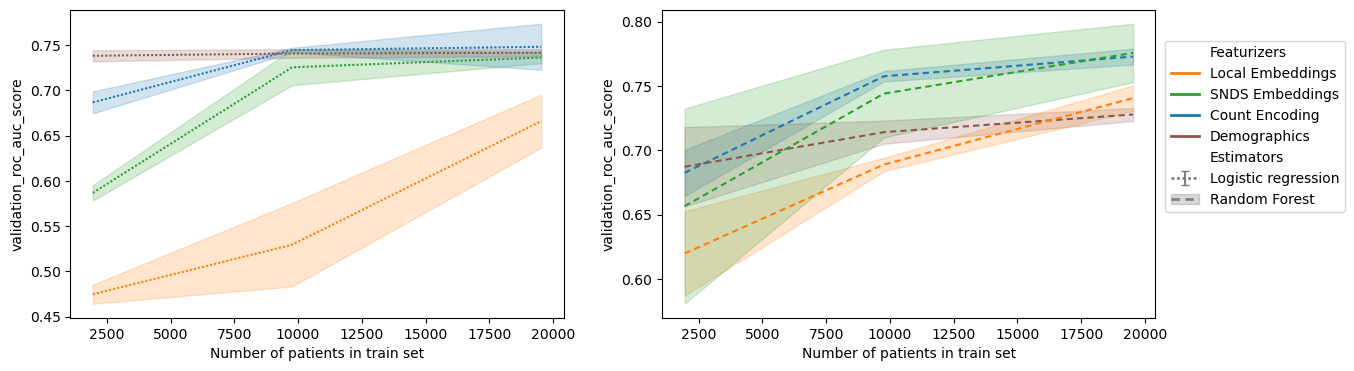 validation_roc_auc_score
0.75
0.70
0.65
0.60
0.55
0.50
0.45
2500 5000 7500 10000 12500 15000 17500 20000
Number of patients in train set
validation_roc_auc_score
0.80
0.75
0.70
0.65
0.60
2500 5000 7500 10000 12500 15000 17500 20000
Number of patients in train set
Featurizers
Local Embeddings
SNDS Embeddings
Count Encoding
Demographics
Estimators
Logistic regression
Random Forest